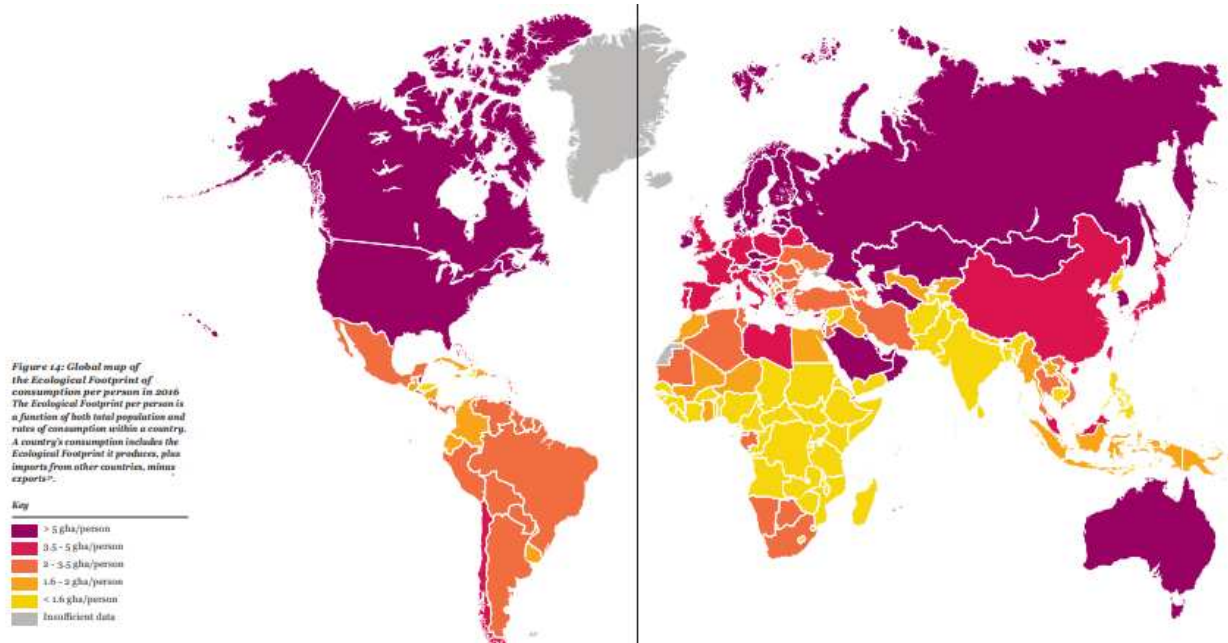 Figure 14: Global map of
the Ecological Footprint of
consumption per person in 2016
The Ecological Footprint per person is
a function of both total population and
rates of consumption within a country.
A country's consumption includes the
Ecological Footprint it produces, plus
imports from other countries, minus
exports
Key
> 5 gha/person
3.5 - 5 gha/person
2 - 3.5 gha/person
1.6 - 2 gha/person
< 1.6 gha/person
Insufficient data